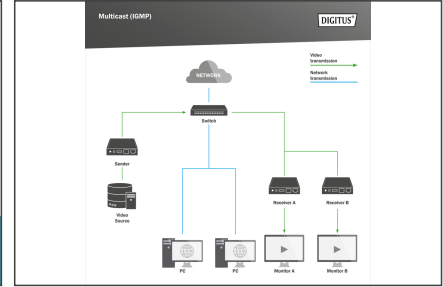 Multicast (IGMP)
DIGITUS®
Video
transmission
Network
transmission
NETWORK
Switch
Sender
Video
Source
Receiver A
Receiver B
PC
PC
Monitor A
Monitor B